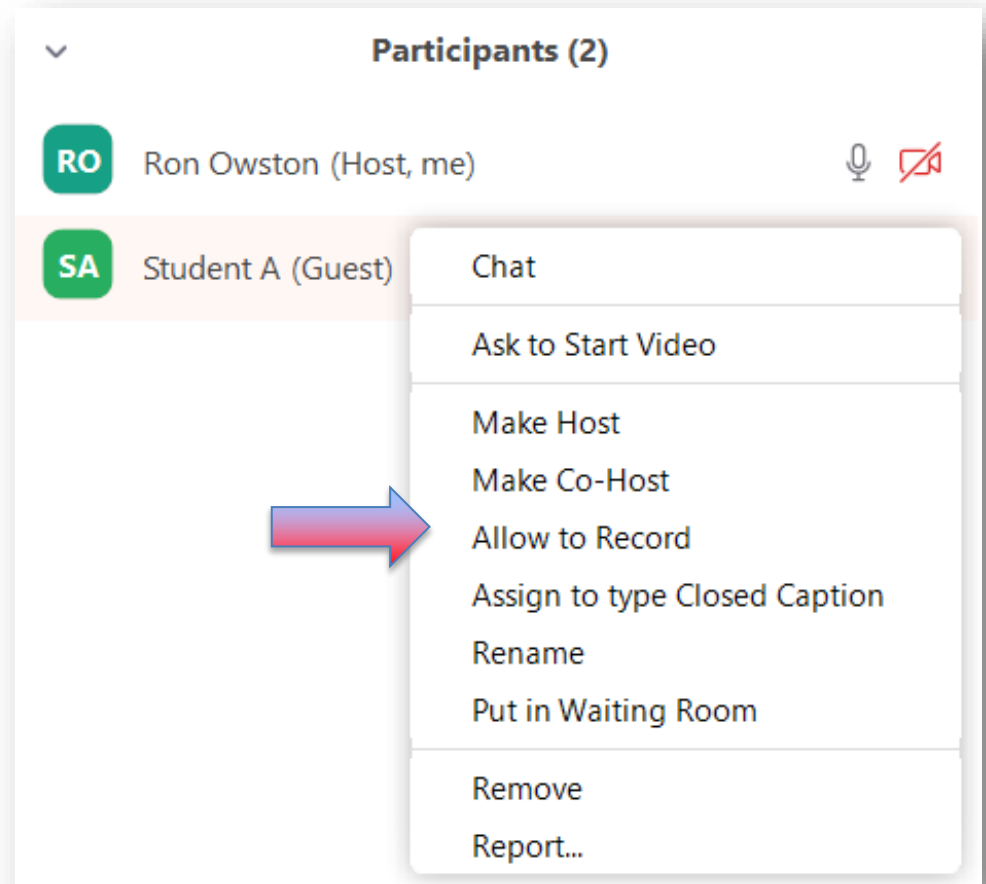 Participants (2)
RO Ron Owston (Host, me)
SA Student A (Guest)
Chat
Ask to Start Video
Make Host
Make Co-Host
Allow to Record
Assign to type Closed Caption
Rename
Put in Waiting Room
Remove
Report...